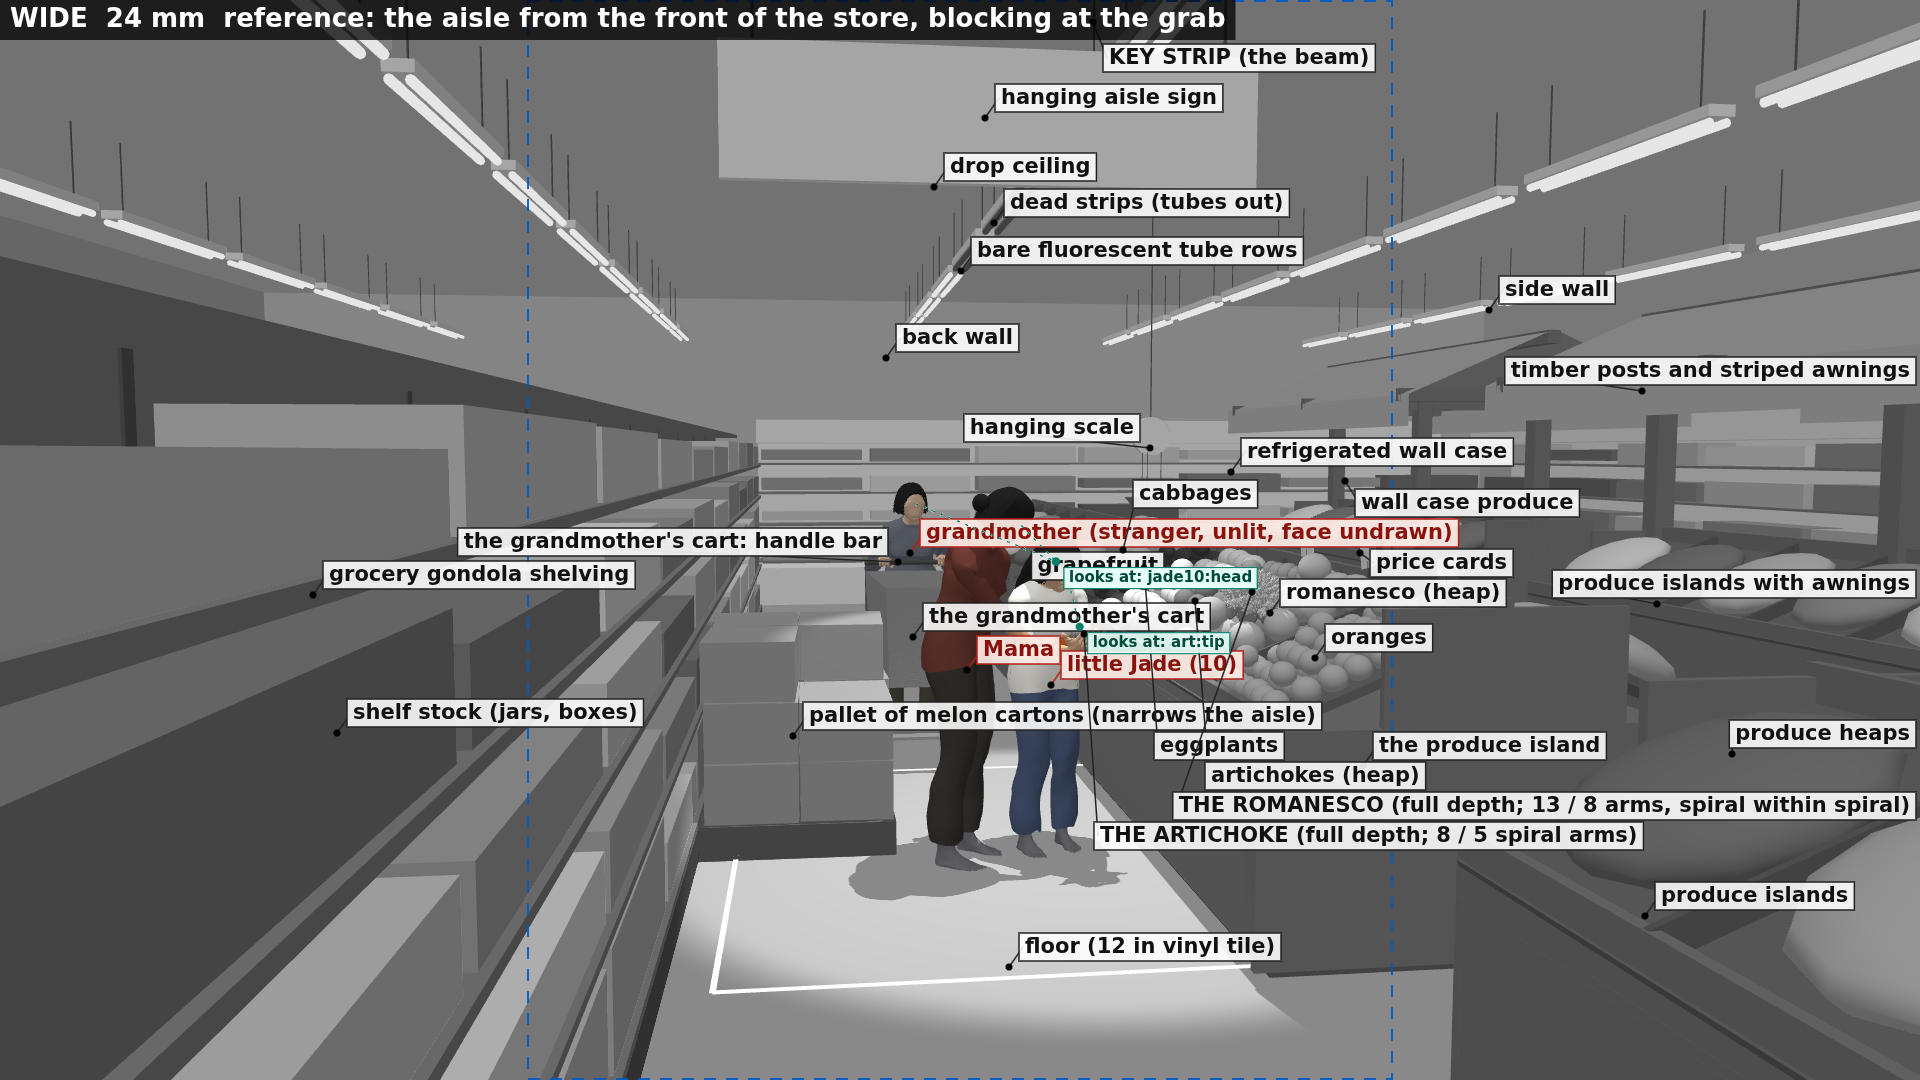 WIDE 24 mm reference: the aisle from the front of the store, blocking at the grab
KEY STRIP (the beam)
hanging aisle sign
drop ceiling
dead strips (tubes out)
bare fluorescent tube rows
side wall
back wall
timber posts and striped awnings
hanging scale
refrigerated wall case
cabbages
wall case produce
grandmother (stranger, unlit, face undrawn)
the grandmother's cart: handle bar
grapefruit
price cards
grocery gondola shelving
looks at: jade10:head
produce islands with awnings
romanesco (heap)
the grandmother's cart
oranges
looks at: art:tip
Mama
little Jade (10)
shelf stock (jars, boxes)
pallet of melon cartons (narrows the aisle)
produce heaps
eggplants
the produce island
artichokes (heap)
THE ROMANESCO (full depth; 13 / 8 arms, spiral within spiral)
THE ARTICHOKE (full depth; 8 / 5 spiral arms)
produce islands
floor (12 in vinyl tile)